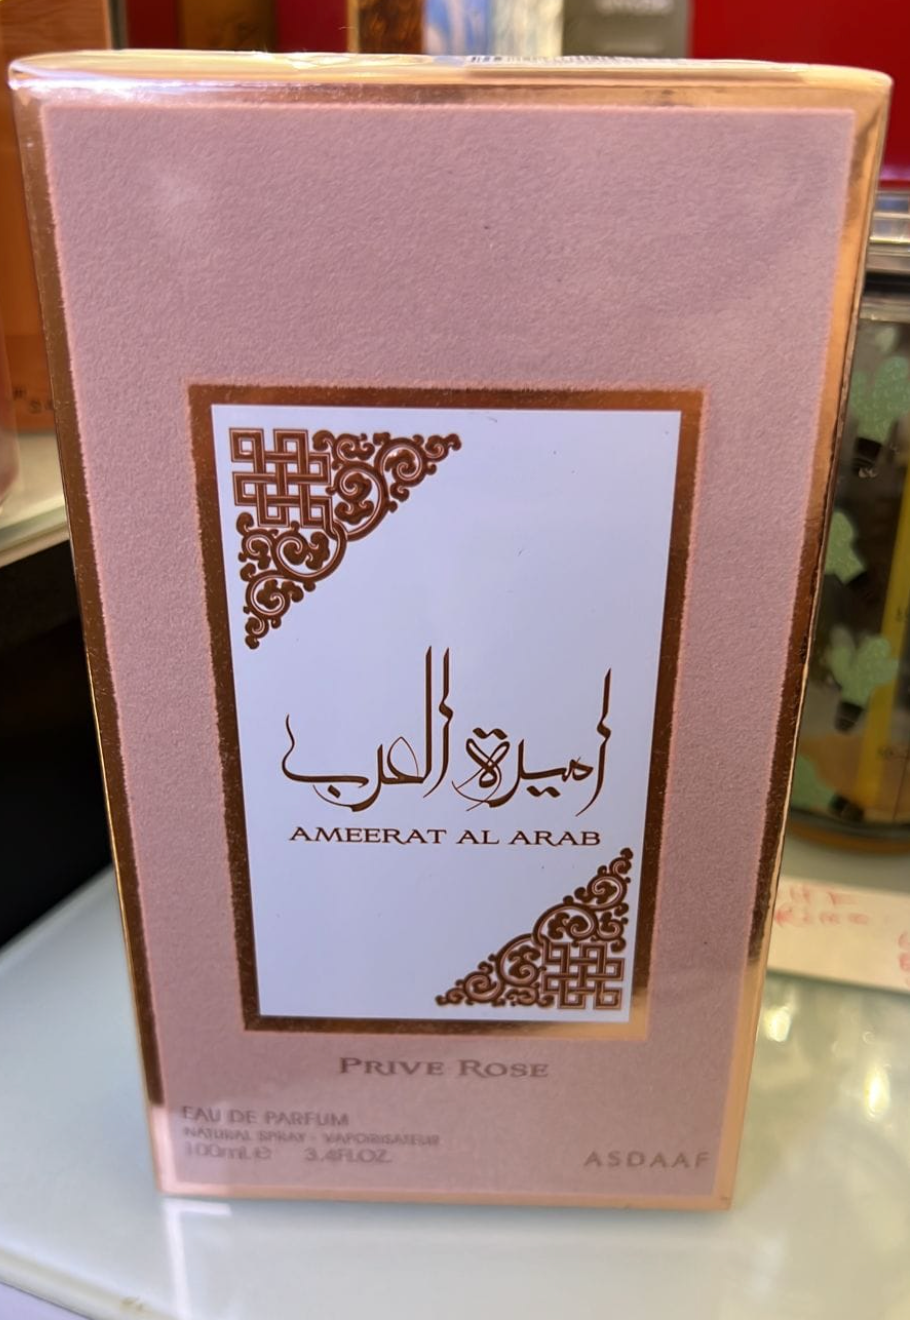 اميرة العرب
AMEERAT AL ARAB
PRIVE ROSE
EAU DE PARFUM
NATURAL SPRAY - VAPORISATEUR
100mL e 3.4FL.OZ.
ASDAAF